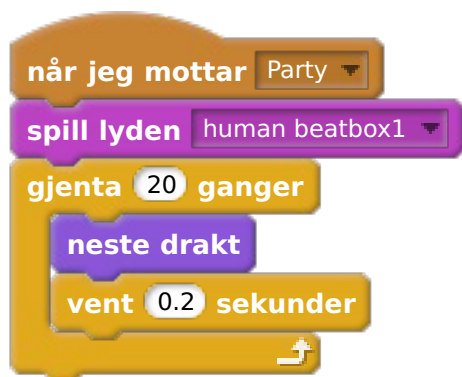 når jeg mottar Party
spill lyden human beatbox1
gjenta 20 ganger
neste drakt
vent 0.2 sekunder